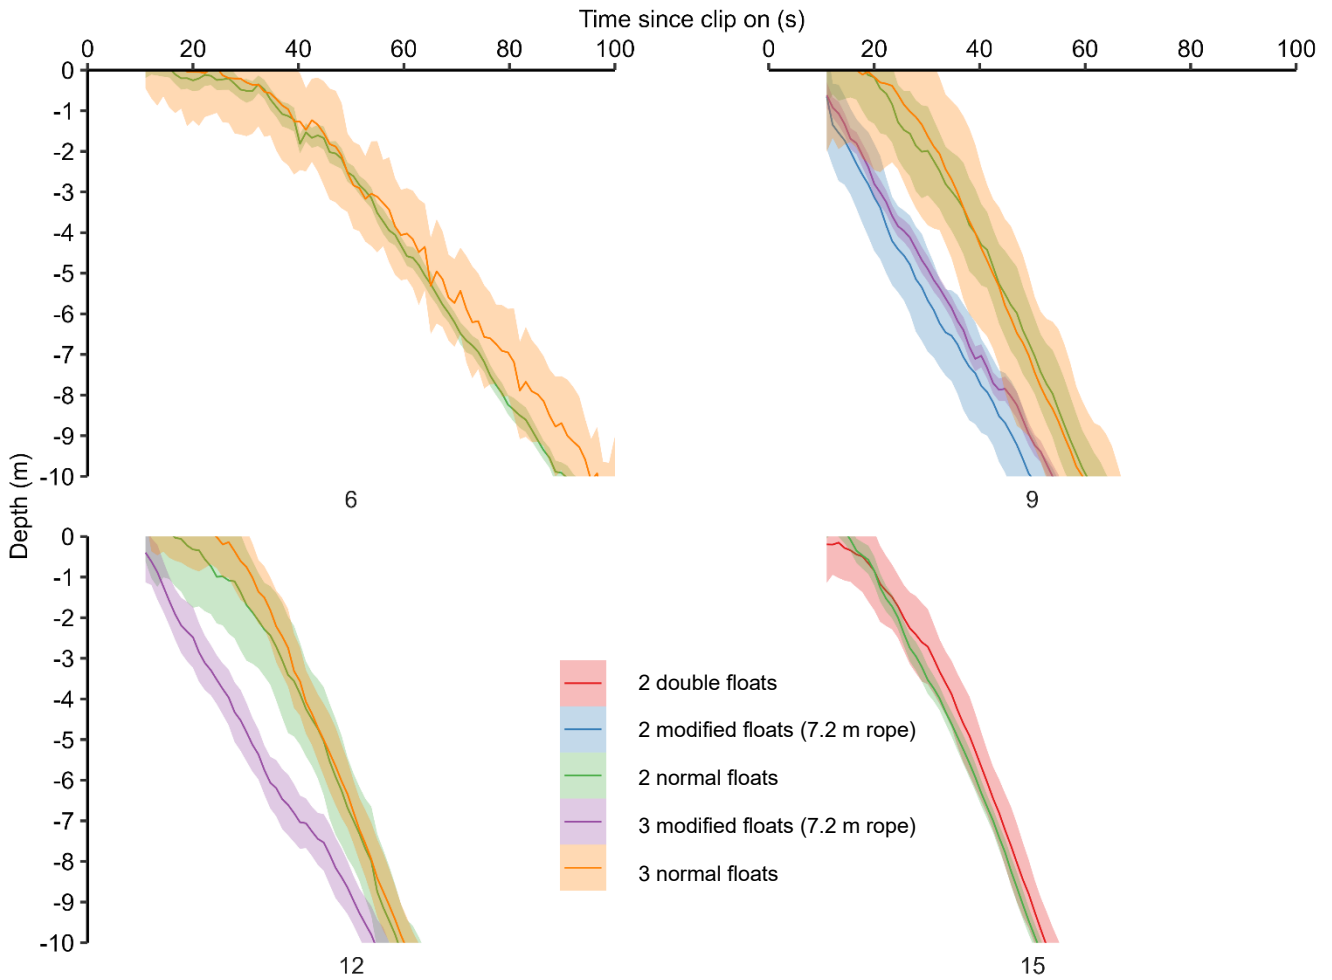 Time since clip on (s)
0 20 40 60 80 100
0 20 40 60 80 100
0
-1
-2
-3
-4
-5
-6
-7
-8
-9
-10
6
9
Depth (m)
0
-1
-2
-3
-4
-5
-6
-7
-8
-9
-10
2 double floats
2 modified floats (7.2 m rope)
2 normal floats
3 modified floats (7.2 m rope)
3 normal floats
12
15